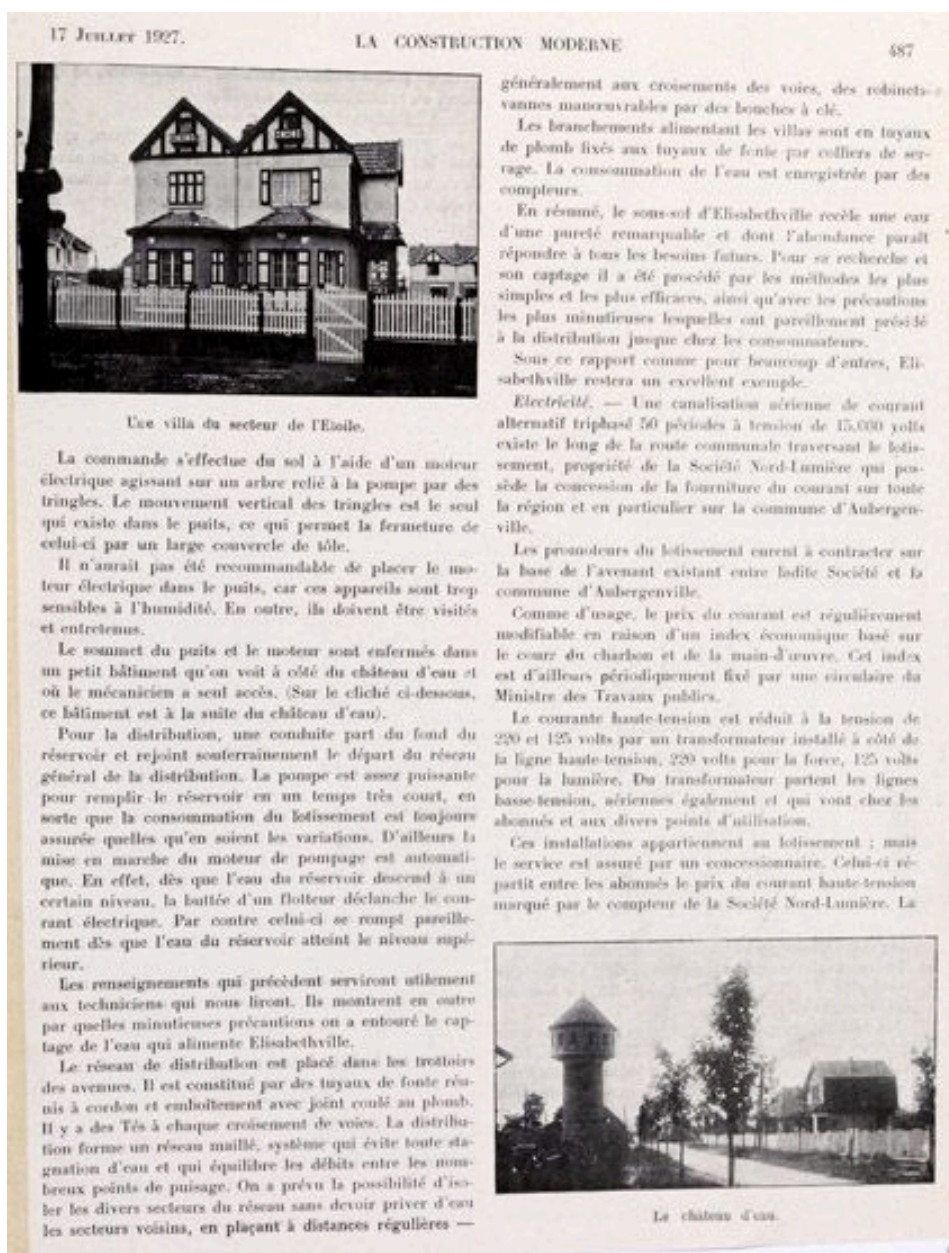 17 JUILLET 1927.
LA CONSTRUCTION MODERNE
487
Une villa du secteur de l'Etoile.
La commande s'effectue du sol à l'aide d'un moteur
électrique agissant sur un arbre relié à la pompe par des
tringles. Le mouvement vertical des tringles est le seul
qui existe dans le puits, ce qui permet la fermeture de
celui-ci par un large couvercle de tôle.
Il n'aurait pas été recommandable de placer le mo-
teur électrique dans le puits, car ces appareils sont trop
sensibles à l'humidité. En outre, ils doivent être visités
et entretenus.
Le sommet du puits et le moteur sont enfermés dans
un petit bâtiment qu'on voit à côté du château d'eau et
où le mécanicien a seul accès. (Sur le cliché ci-dessous,
ce bâtiment est à la suite du château d'eau).
Pour la distribution, une conduite part du fond du
réservoir et rejoint souterrainement le départ du réseau
général de la distribution. La pompe est assez puissante
pour remplir le réservoir en un temps très court, en
sorte que la consommation du lotissement est toujours
assurée quelles qu'en soient les variations. D'ailleurs la
mise en marche du moteur de pompage est automati-
que. En effet, dès que l'eau du réservoir descend à un
certain niveau, la buttée d'un flotteur déclanche le cou-
rant électrique. Par contre celui-ci se rompt pareille-
ment dès que l'eau du réservoir atteint le niveau supé-
rieur.
Les renseignements qui précèdent serviront utilement
aux techniciens qui nous liront. Ils montrent en outre
par quelles minutieuses précautions on a entouré le cap-
tage de l'eau qui alimente Elisabethville.
Le réseau de distribution est placé dans les trottoirs
des avenues. Il est constitué par des tuyaux de fonte réu-
nis à cordon et emboîtement avec joint coulé au plomb.
Il y a des Tés à chaque croisement de voies. La distribu-
tion forme un réseau maillé, système qui évite toute sta-
gnation d'eau et qui équilibre les débits entre les nom-
breux points de puisage. On a prévu la possibilité d'iso-
ler les divers secteurs du réseau sans devoir priver d'eau
les secteurs voisins, en plaçant à distances régulières —
généralement aux croisements des voies, des robinets-
vannes manœuvrables par des bouches à clé.
Les branchements alimentant les villas sont en tuyaux
de plomb fixés aux tuyaux de fonte par colliers de ser-
rage. La consommation de l'eau est enregistrée par des
compteurs.
En résumé, le sous-sol d'Elisabethville recèle une eau
d'une pureté remarquable et dont l'abondance paraît
répondre à tous les besoins futurs. Pour sa recherche et
son captage il a été procédé par les méthodes les plus
simples et les plus efficaces, ainsi qu'avec les précautions
les plus minutieuses lesquelles ont pareillement présidé
à la distribution jusque chez les consommateurs.
Sous ce rapport comme pour beaucoup d'autres, Eli-
sabethville restera un excellent exemple.
Electricité. — Une canalisation aérienne de courant
alternatif triphasé 50 périodes à tension de 15.000 volts
existe le long de la route communale traversant le lotis-
sement, propriété de la Société Nord-Lumière qui pos-
sède la concession de la fourniture du courant sur toute
la région et en particulier sur la commune d'Aubergen-
ville.
Les promoteurs du lotissement eurent à contracter sur
la base de l'avenant existant entre ladite Société et la
commune d'Aubergenville.
Comme d'usage, le prix du courant est régulièrement
modifiable en raison d'un index économique basé sur
le cours du charbon et de la main-d'œuvre. Cet index
est d'ailleurs périodiquement fixé par une circulaire du
Ministre des Travaux publics.
Le courante haute-tension est réduit à la tension de
220 et 125 volts par un transformateur installé à côté de
la ligne haute-tension, 220 volts pour la force, 125 volts
pour la lumière. Du transformateur partent les lignes
basse-tension, aériennes également et qui vont chez les
abonnés et aux divers points d'utilisation.
Ces installations appartiennent au lotissement ; mais
le service est assuré par un concessionnaire. Celui-ci ré-
partit entre les abonnés le prix du courant haute-tension
marqué par le compteur de la Société Nord-Lumière. La
Le château d'eau.